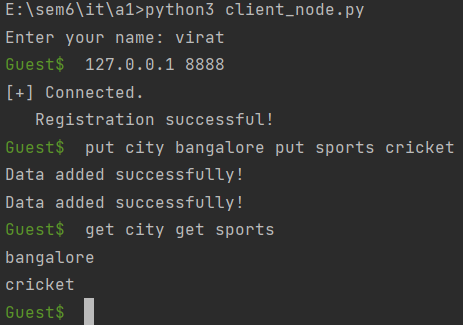 E:\sem6\it\a1>python3 client_node.py
Enter your name: virat
Guest$  127.0.0.1 8888
[+] Connected.
   Registration successful!
Guest$  put city bangalore put sports cricket
Data added successfully!
Data added successfully!
Guest$  get city get sports
bangalore
cricket
Guest$